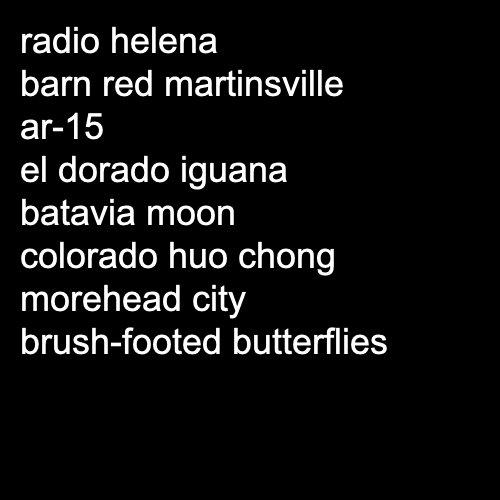 radio helena
barn red martinsville
ar-15
el dorado iguana
batavia moon
colorado huo chong
morehead city
brush-footed butterflies